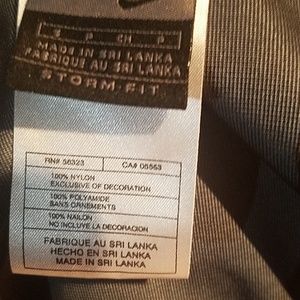 S P CH P
MADE IN SRI LANKA
FABRIQUE AU SRI LANKA
STORM-FIT
RN# 56323 CA# 05553
100% NYLON
EXCLUSIVE OF DECORATION
100% POLYAMIDE
SANS ORNEMENTS
100% NAILON
NO INCLUYE LA DECORACION
FABRIQUE AU SRI LANKA
HECHO EN SRI LANKA
MADE IN SRI LANKA